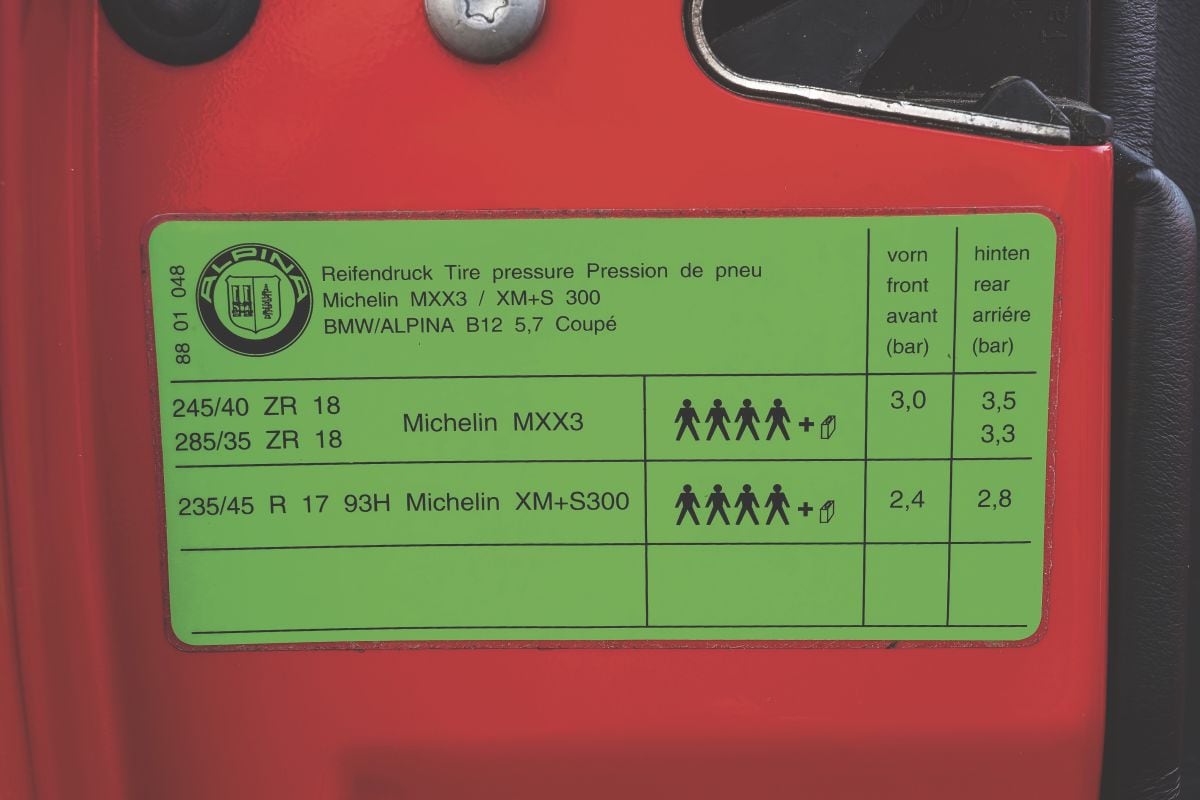 88 01 048
ALPINA
Reifendruck Tire pressure Pression de pneu
Michelin MXX3 / XM+S 300
BMW/ALPINA B12 5,7 Coupé
vorn
front
avant
(bar)
hinten
rear
arriére
(bar)
245/40 ZR 18
285/35 ZR 18
Michelin MXX3
+
3,0
3,5
3,3
235/45 R 17 93H Michelin XM+S300
+
2,4
2,8